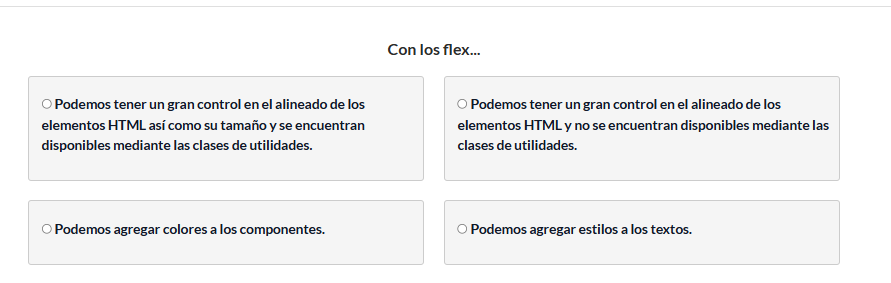 Con los flex...
Podemos tener un gran control en el alineado de los
elementos HTML así como su tamaño y se encuentran
disponibles mediante las clases de utilidades.
Podemos tener un gran control en el alineado de los
elementos HTML y no se encuentran disponibles mediante las
clases de utilidades.
Podemos agregar colores a los componentes.
Podemos agregar estilos a los textos.